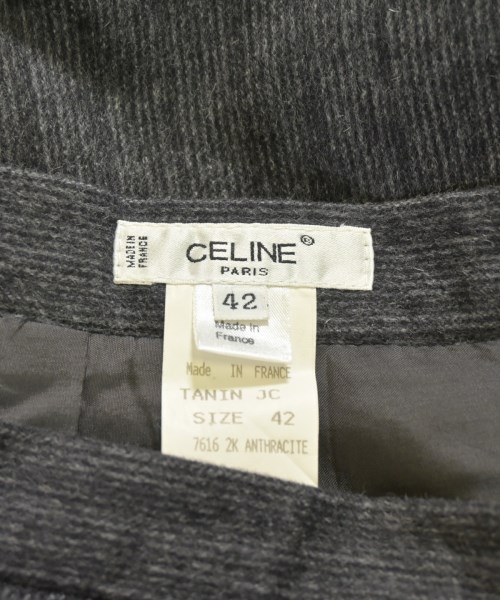 MADE IN
FRANCE
CELINE®
PARIS
42
Made in
France
Made IN FRANCE
TANIN JC
SIZE 42
7616 2K ANTHRACITE